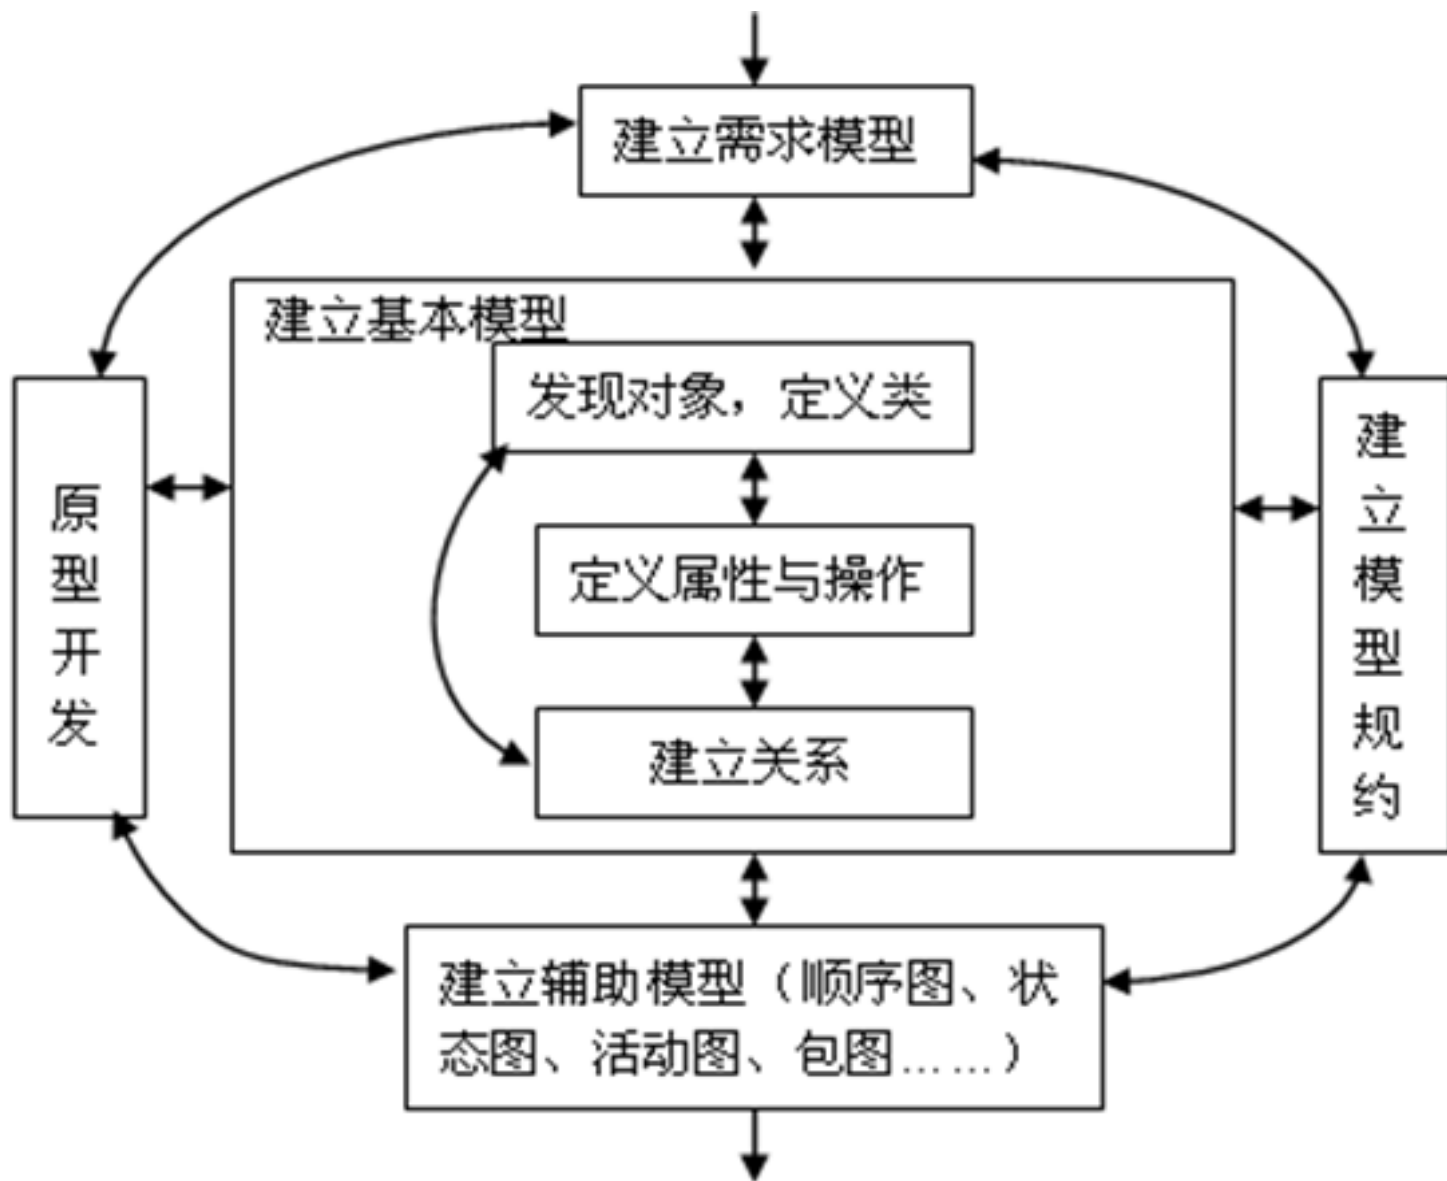 建立需求模型
建立基本模型
发现对象，定义类
定义属性与操作
建立关系
原型开发
建立模型规约
建立辅助模型（顺序图、状
态图、活动图、包图……）